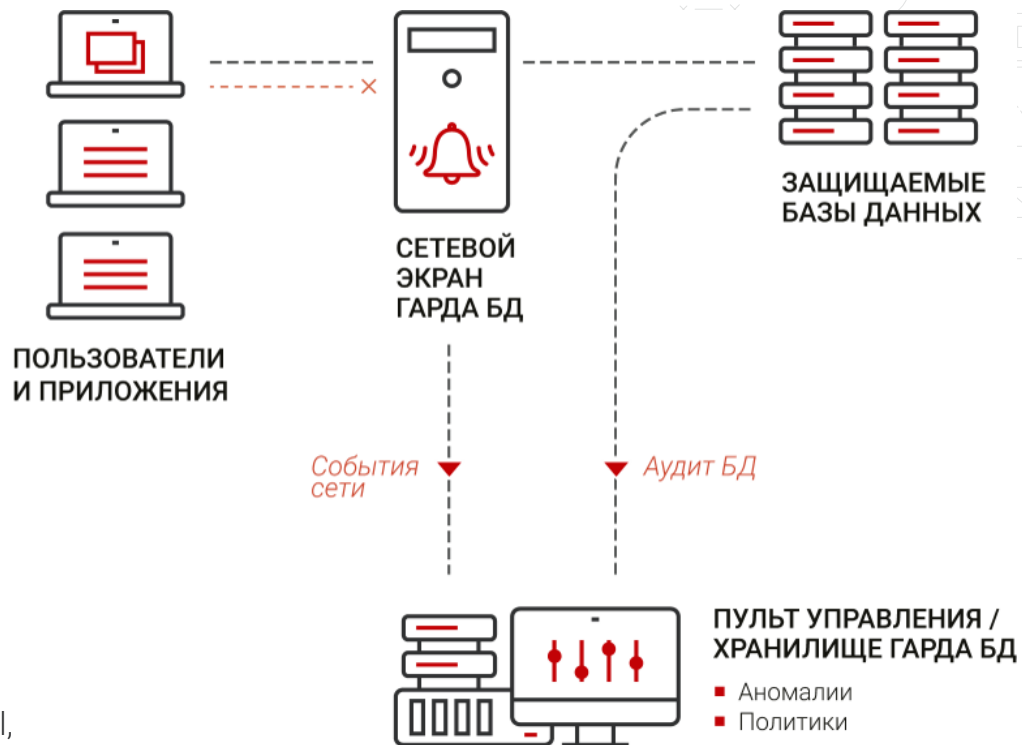 ЗАЩИЩАЕМЫЕ
БАЗЫ ДАННЫХ
СЕТЕВОЙ
ЭКРАН
ГАРДА БД
ПОЛЬЗОВАТЕЛИ
И ПРИЛОЖЕНИЯ
События
сети
Аудит БД
ПУЛЬТ УПРАВЛЕНИЯ /
ХРАНИЛИЩЕ ГАРДА БД
Аномалии
Политики